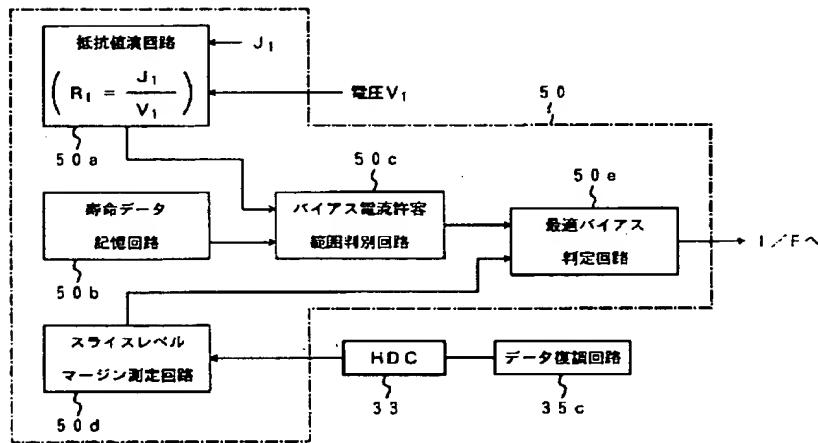 抵抗値演回路
J1
( R1 = J1 / V1 )
電圧V1
50
50a
50c
50e
寿命データ
記憶回路
バイアス電流許容
範囲判別回路
最適バイアス
判定回路
I/Fへ
50b
スライスレベル
マージン測定回路
HDC
データ復調回路
50d
33
35c